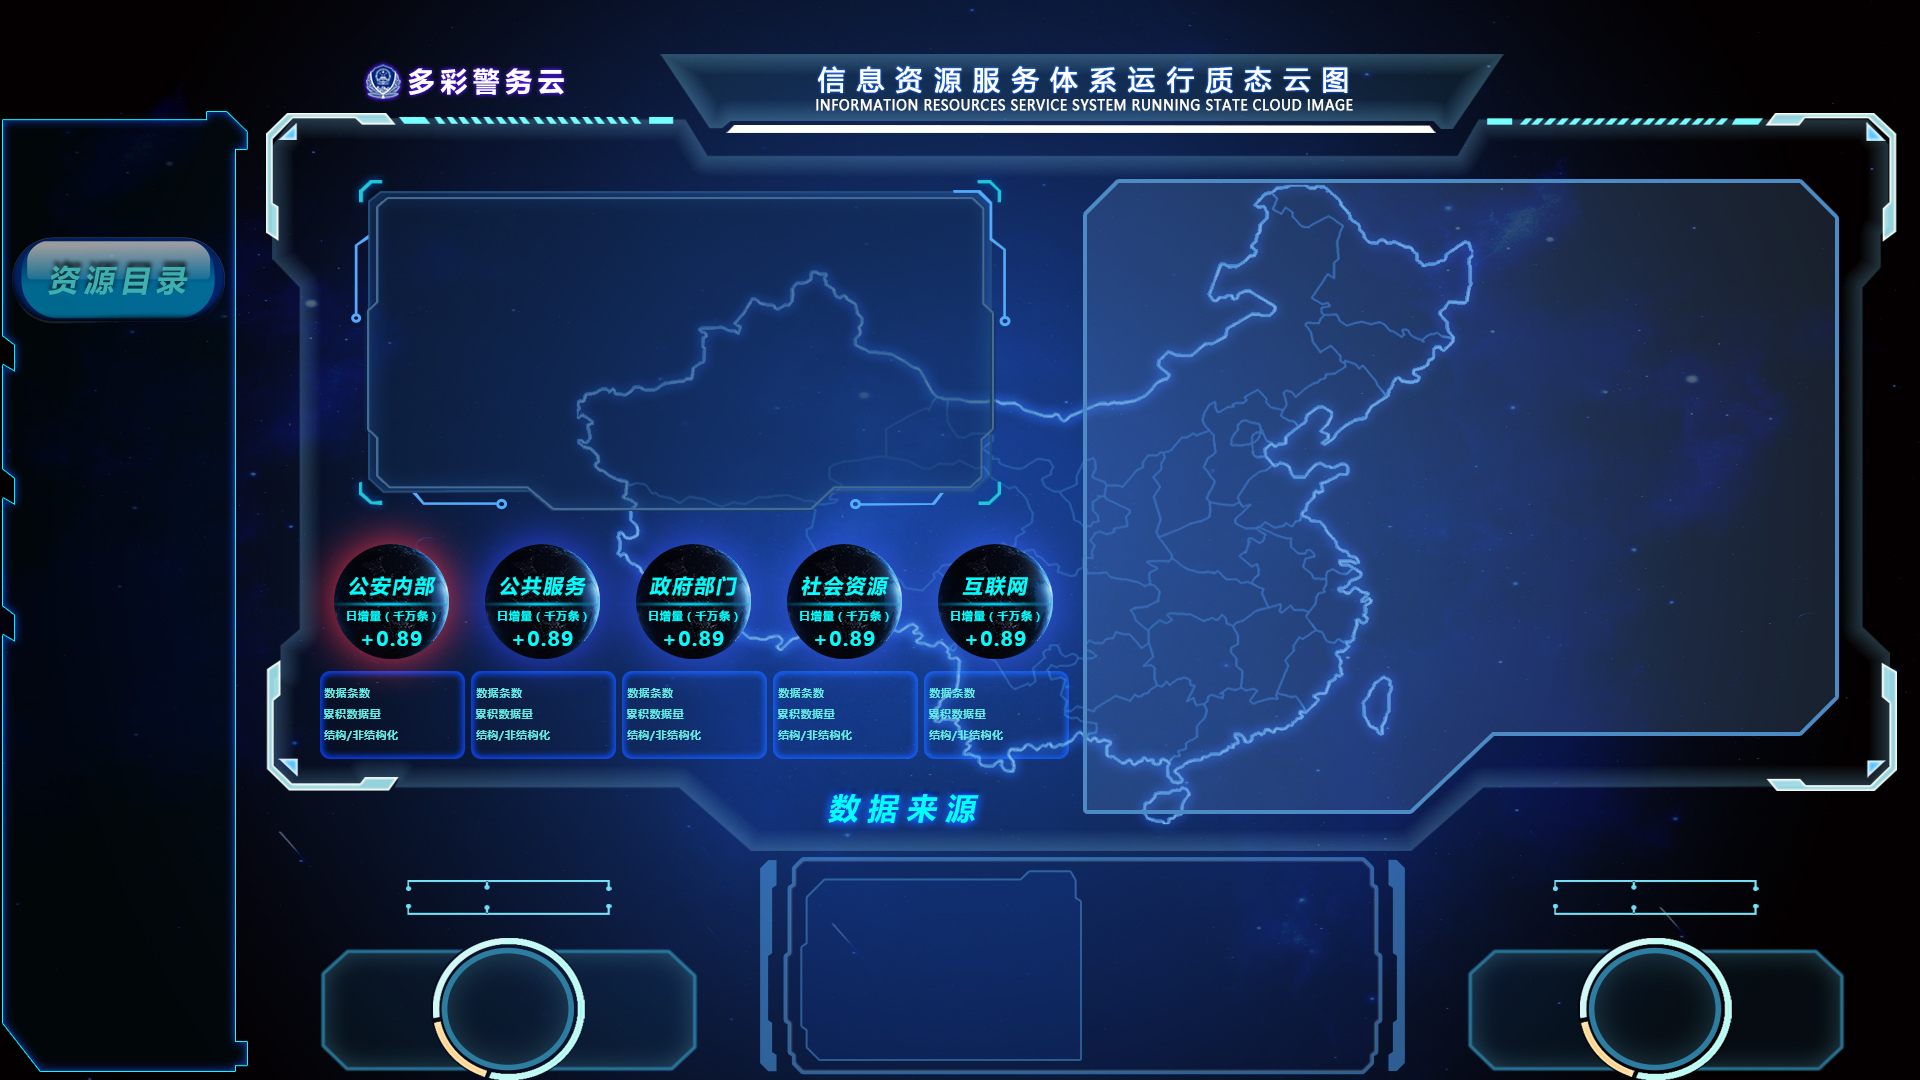 多彩警务云
信息资源服务体系运行质态云图
INFORMATION RESOURCES SERVICE SYSTEM RUNNING STATE CLOUD IMAGE
资源目录
公安内部
日增量（千万条）
+0.89
公共服务
日增量（千万条）
+0.89
政府部门
日增量（千万条）
+0.89
社会资源
日增量（千万条）
+0.89
互联网
日增量（千万条）
+0.89
数据条数
累积数据量
结构/非结构化
数据条数
累积数据量
结构/非结构化
数据条数
累积数据量
结构/非结构化
数据条数
累积数据量
结构/非结构化
数据条数
累积数据量
结构/非结构化
数据来源